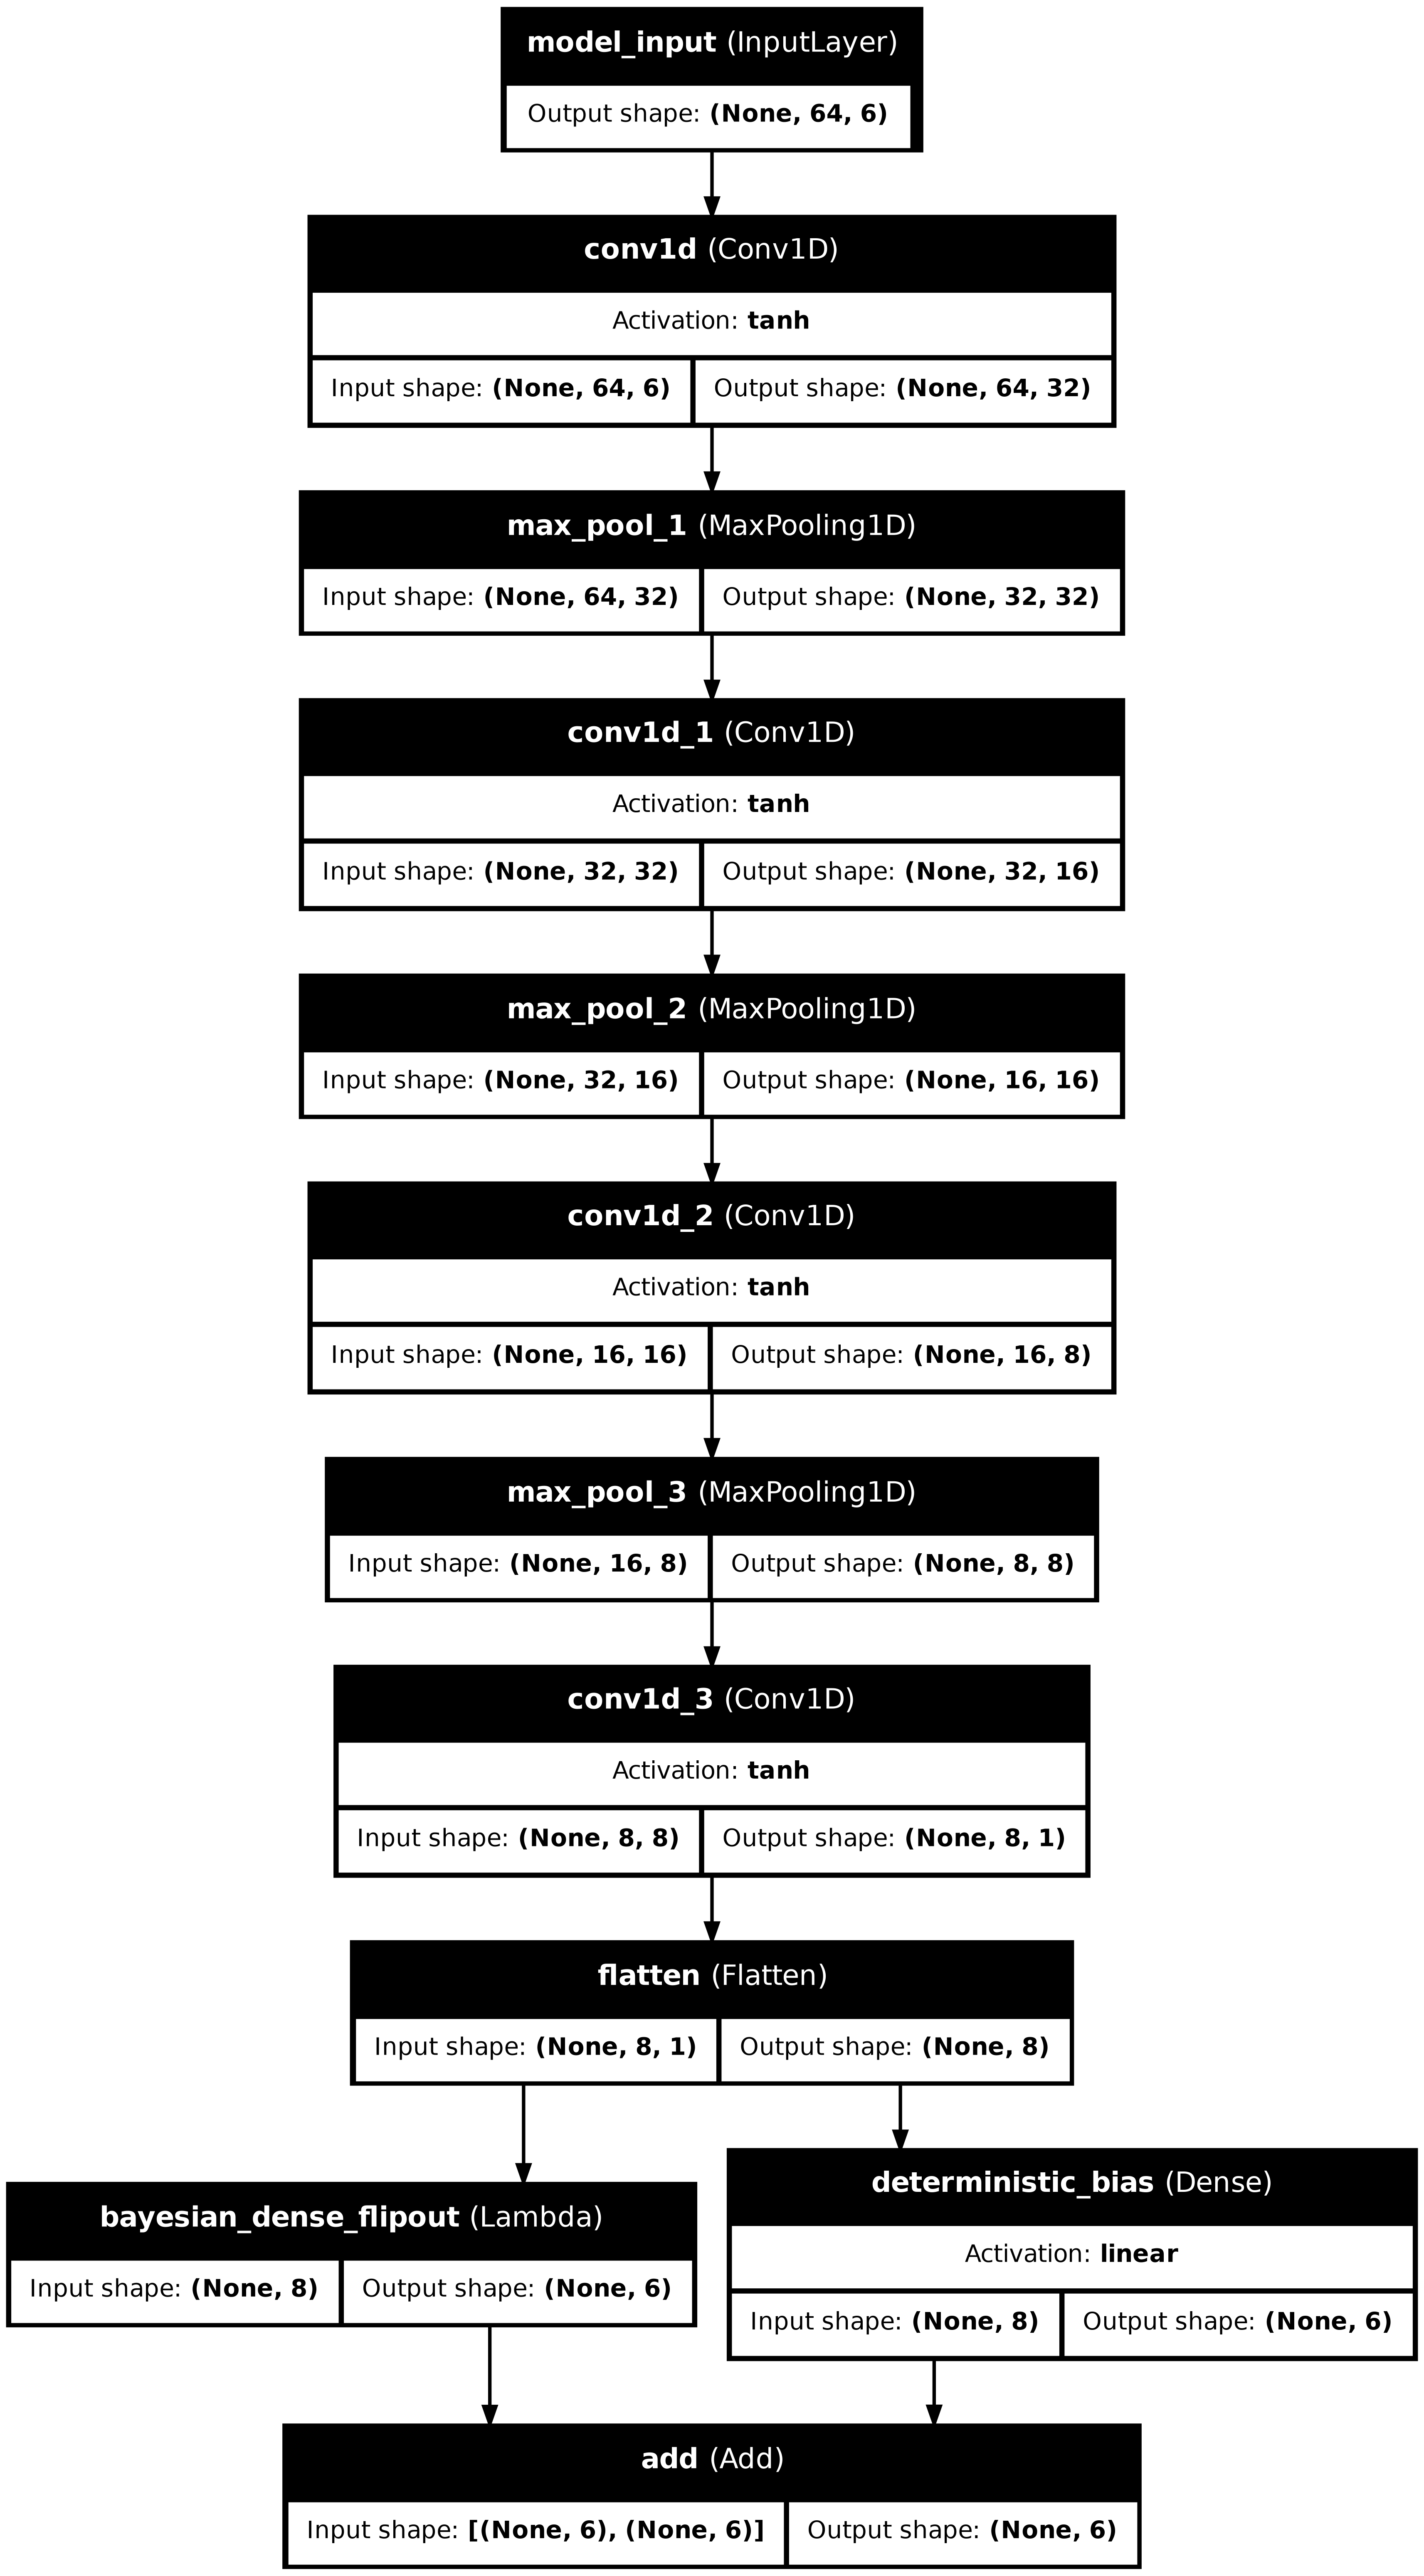 model_input (InputLayer)
Output shape: (None, 64, 6)
conv1d (Conv1D)
Activation: tanh
Input shape: (None, 64, 6) Output shape: (None, 64, 32)
max_pool_1 (MaxPooling1D)
Input shape: (None, 64, 32) Output shape: (None, 32, 32)
conv1d_1 (Conv1D)
Activation: tanh
Input shape: (None, 32, 32) Output shape: (None, 32, 16)
max_pool_2 (MaxPooling1D)
Input shape: (None, 32, 16) Output shape: (None, 16, 16)
conv1d_2 (Conv1D)
Activation: tanh
Input shape: (None, 16, 16) Output shape: (None, 16, 8)
max_pool_3 (MaxPooling1D)
Input shape: (None, 16, 8) Output shape: (None, 8, 8)
conv1d_3 (Conv1D)
Activation: tanh
Input shape: (None, 8, 8) Output shape: (None, 8, 1)
flatten (Flatten)
Input shape: (None, 8, 1) Output shape: (None, 8)
bayesian_dense_flipout (Lambda)
Input shape: (None, 8) Output shape: (None, 6)
deterministic_bias (Dense)
Activation: linear
Input shape: (None, 8) Output shape: (None, 6)
add (Add)
Input shape: [(None, 6), (None, 6)] Output shape: (None, 6)